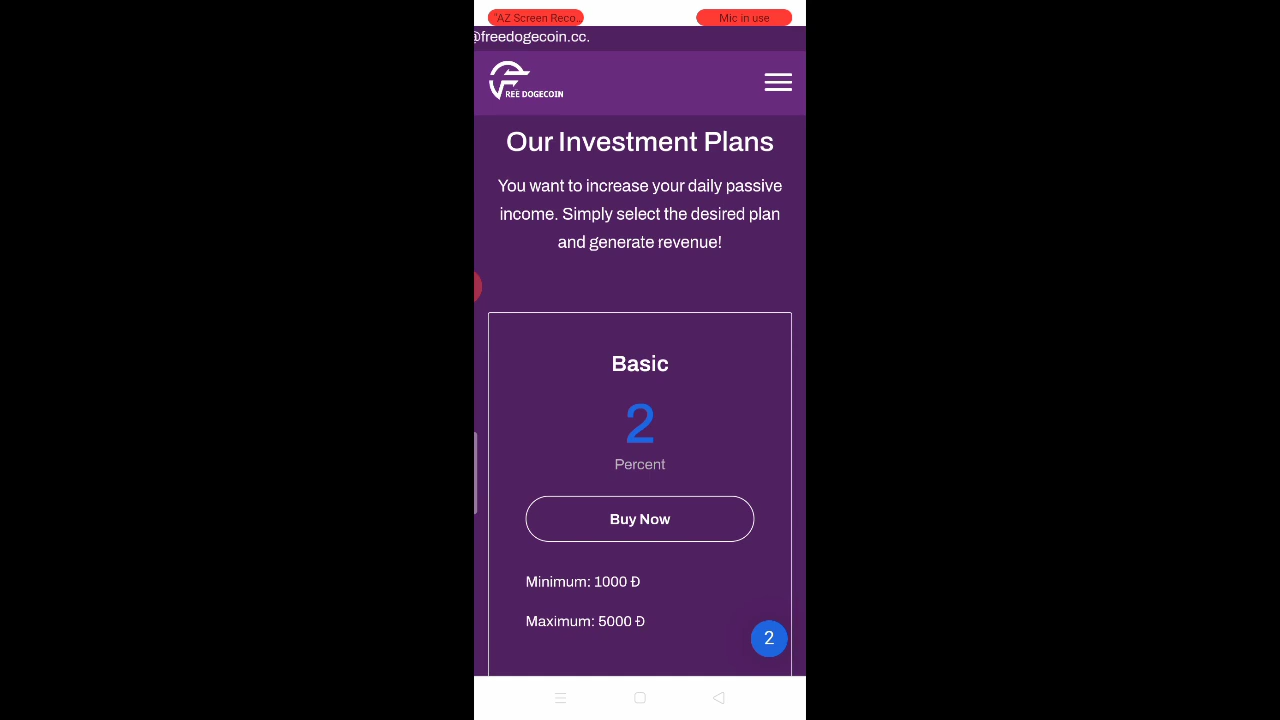 "AZ Screen Reco...
Mic in use
@freedogecoin.cc.
REE DOGECOIN
Our Investment Plans
You want to increase your daily passive
income. Simply select the desired plan
and generate revenue!
Basic
2
Percent
Buy Now
Minimum: 1000 Ð
Maximum: 5000 Ð
2